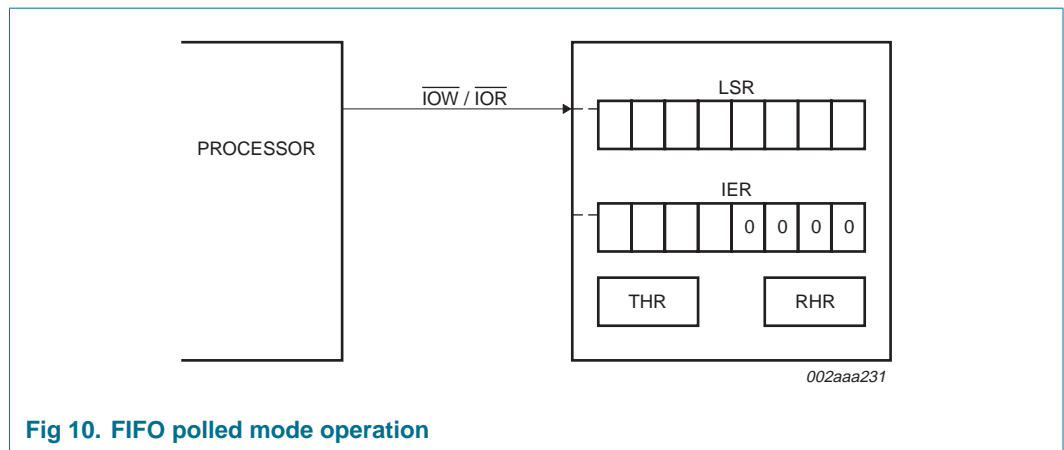 PROCESSOR
IOW / IOR
LSR
IER
0 0 0 0
THR
RHR
002aaa231
Fig 10. FIFO polled mode operation